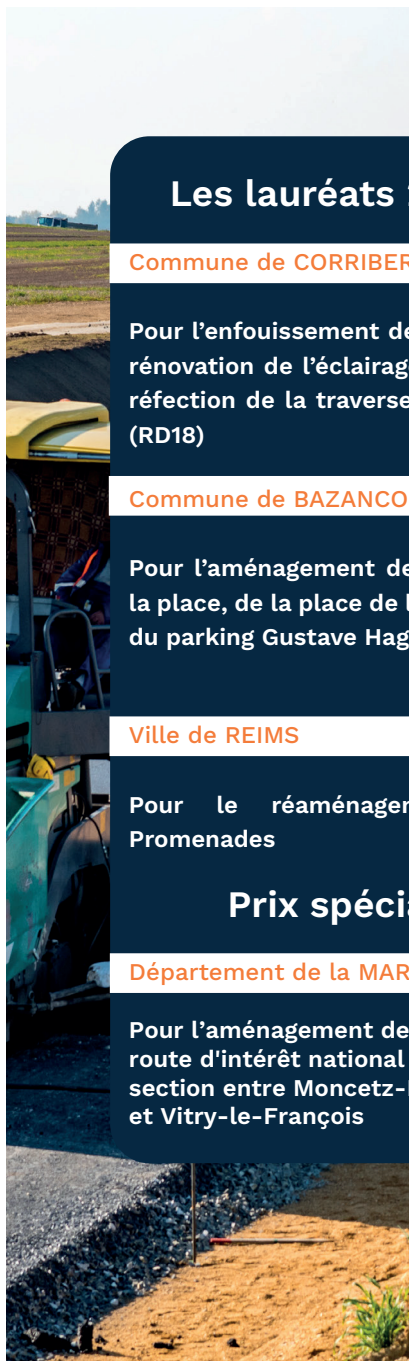 Les lauréats
Commune de CORRIBER
Pour l’enfouissement de
rénovation de l’éclairag
réfection de la traverse
(RD18)
Commune de BAZANCO
Pour l’aménagement de
la place, de la place de l
du parking Gustave Hag
Ville de REIMS
Pour le réaménagen
Promenades
Prix spécia
Département de la MAR
Pour l’aménagement de
route d'intérêt national
section entre Moncetz-
et Vitry-le-François